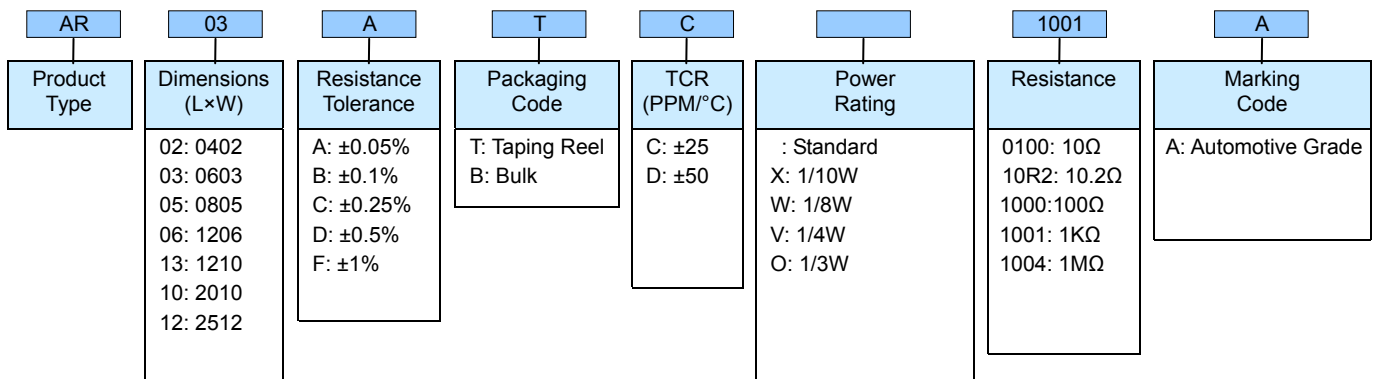 AR 03 A T C 1001 A
Product Type
Dimensions (L×W)
Resistance Tolerance
Packaging Code
TCR (PPM/°C)
Power Rating
Resistance
Marking Code
02: 0402
03: 0603
05: 0805
06: 1206
13: 1210
10: 2010
12: 2512
A: ±0.05%
B: ±0.1%
C: ±0.25%
D: ±0.5%
F: ±1%
T: Taping Reel
B: Bulk
C: ±25
D: ±50
: Standard
X: 1/10W
W: 1/8W
V: 1/4W
O: 1/3W
0100: 10Ω
10R2: 10.2Ω
1000:100Ω
1001: 1KΩ
1004: 1MΩ
A: Automotive Grade